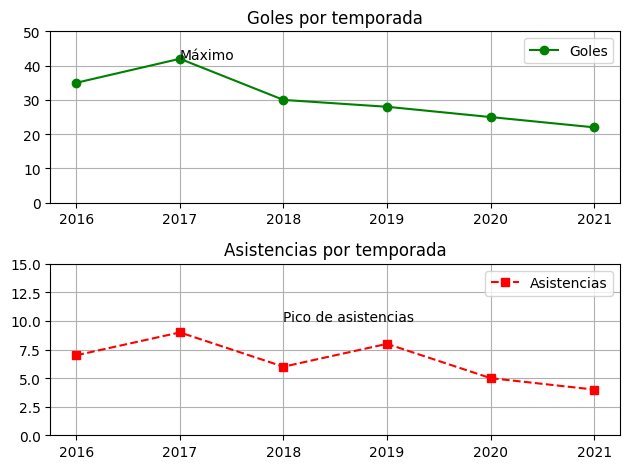 Goles por temporada
50
40
30
20
10
0
Máximo
Goles
2016 2017 2018 2019 2020 2021
Asistencias por temporada
15.0
12.5
10.0
7.5
5.0
2.5
0.0
Asistencias
Pico de asistencias
2016 2017 2018 2019 2020 2021